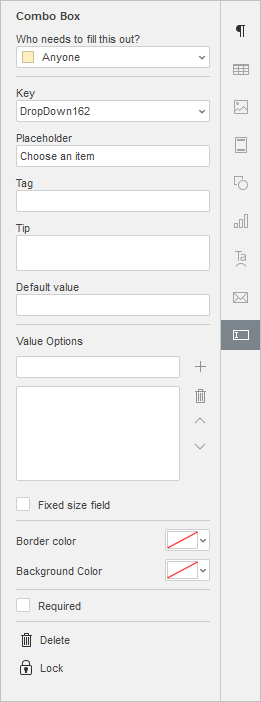 Combo Box
Who needs to fill this out?
Anyone
Key
DropDown162
Placeholder
Choose an item
Tag
Tip
Default value
Value Options
Fixed size field
Border color
Background Color
Required
Delete
Lock
Ta